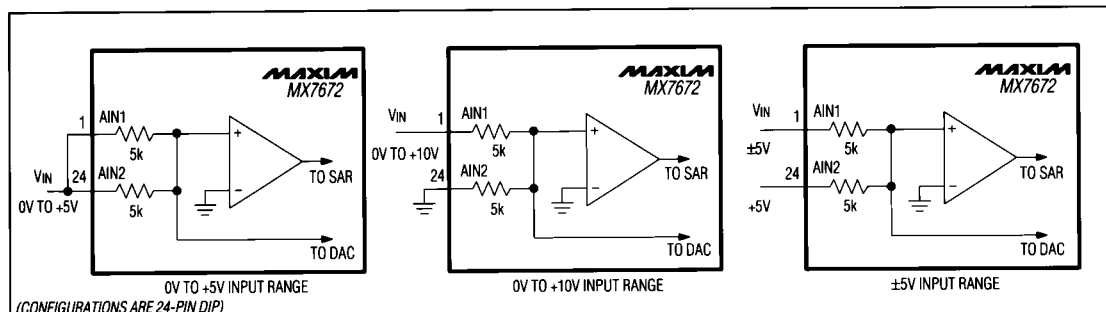 MAXIM
MX7672
1
AIN1
5k
+
VIN
24
AIN2
0V TO +5V
5k
−
TO SAR
TO DAC
0V TO +5V INPUT RANGE
MAXIM
MX7672
VIN
1
AIN1
0V TO +10V
5k
+
24
AIN2
5k
−
TO SAR
TO DAC
0V TO +10V INPUT RANGE
MAXIM
MX7672
VIN
1
AIN1
±5V
5k
+
24
AIN2
+5V
5k
−
TO SAR
TO DAC
±5V INPUT RANGE
(CONFIGURATIONS ARE 24-PIN DIP)